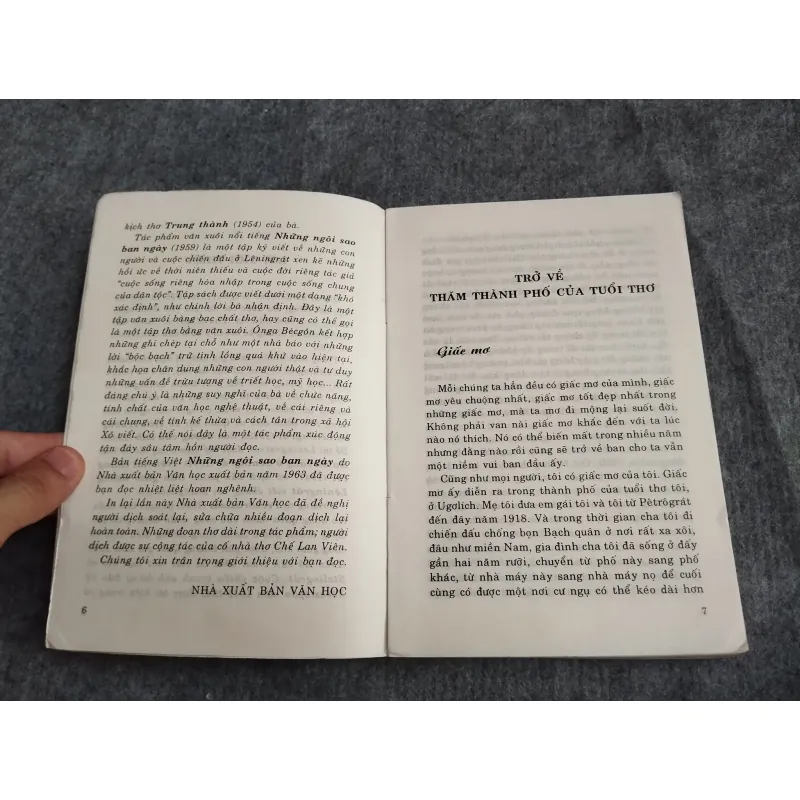 kịch thơ Trung thành (1954) của bà.
Tác phẩm văn xuôi nổi tiếng Những ngôi sao
ban ngày (1959) là một tập ký viết về những con
người và cuộc chiến đấu ở Lêningrát xen kẽ những
hồi ức về thời niên thiếu và cuộc đời riêng tác giả
"cuộc sống riêng hòa nhập trong cuộc sống chung
của dân tộc". Tập sách được viết dưới một dạng "khó
xác định", như chính lời bà nhận định. Đây là một
tập văn xuôi bằng bạc chất thơ, hay cũng có thể gọi
là một tập thơ bằng văn xuôi. Ônga Bécgôn kết hợp
những ghi chép tại chỗ như một nhà báo với những
lời "bộc bạch" trữ tình lồng quá khứ vào hiện tại,
khắc họa chân dung những con người thật và tư duy
những vấn đề trừu tượng về triết học, mỹ học... Rất
đáng chú ý là những suy nghĩ của bà về chức năng,
tính chất của văn học nghệ thuật, về cái riêng và
cái chung, về tính kế thừa và cách tân trong xã hội
Xô viết. Có thể nói đây là một tác phẩm xúc động
tận đáy sâu tâm hồn người đọc.
Bản tiếng Việt Những ngôi sao ban ngày do
Nhà xuất bản Văn học xuất bản năm 1963 đã được
bạn đọc nhiệt liệt hoan nghênh.
In lại lần này Nhà xuất bản Văn học đã đề nghị
người dịch soát lại, sửa chữa nhiều đoạn dịch lại
hoàn toàn. Những đoạn thơ dài trong tác phẩm; người
dịch được sự cộng tác của cố nhà thơ Chế Lan Viên.
Chúng tôi xin trân trọng giới thiệu với bạn đọc.
NHÀ XUẤT BẢN VĂN HỌC
6
TRỞ VỀ
THĂM THÀNH PHỐ CỦA TUỔI THƠ
Giấc mơ
Mỗi chúng ta hẳn đều có giấc mơ của mình, giấc
mơ yêu chuộng nhất, giấc mơ tốt đẹp nhất trong
những giấc mơ, mà ta mơ đi mộng lại suốt đời.
Không phải van nài giấc mơ khắc đến với ta lúc
nào nó thích. Nó có thể biến mất trong nhiều năm
nhưng đằng nào rồi cũng sẽ trở về ban cho ta vẫn
một niềm vui ban đầu ấy.
Cũng như mọi người, tôi có giấc mơ của tôi. Giấc
mơ ấy diễn ra trong thành phố của tuổi thơ tôi,
ở Ugơlich. Mẹ tôi đưa em gái tôi và tôi từ Pêtrôgrát
đến đấy năm 1918. Và trong thời gian cha tôi đi
chiến đấu chống bọn Bạch quân ở nơi rất xa xôi,
đâu như miền Nam, gia đình cha tôi đã sống ở đấy
gần hai năm rưỡi, chuyển từ phố này sang phố
khác, từ nhà máy này sang nhà máy nọ để cuối
cùng có được một nơi cư ngụ có thể kéo dài hơn
7